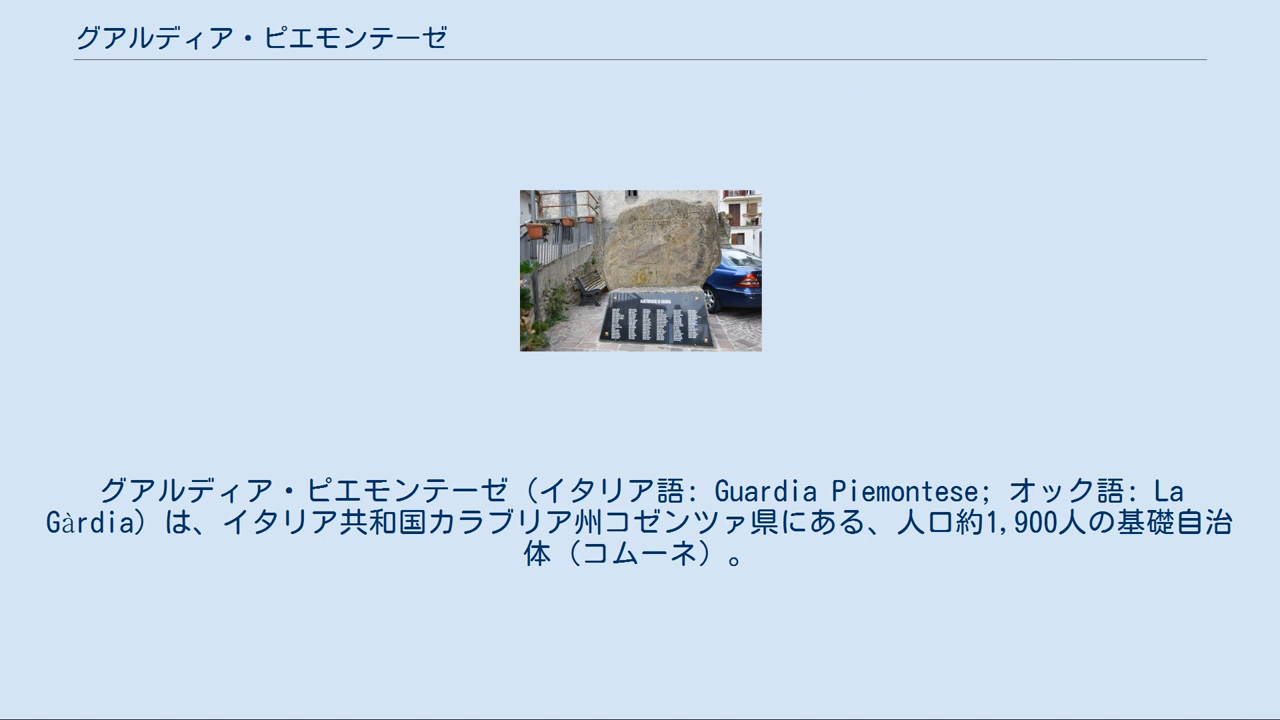 グアルディア・ピエモンテーゼ
グアルディア・ピエモンテーゼ（イタリア語: Guardia Piemontese; オック語: La
Gàrdia）は、イタリア共和国カラブリア州コゼンツァ県にある、人口約1,900人の基礎自治
体（コムーネ）。